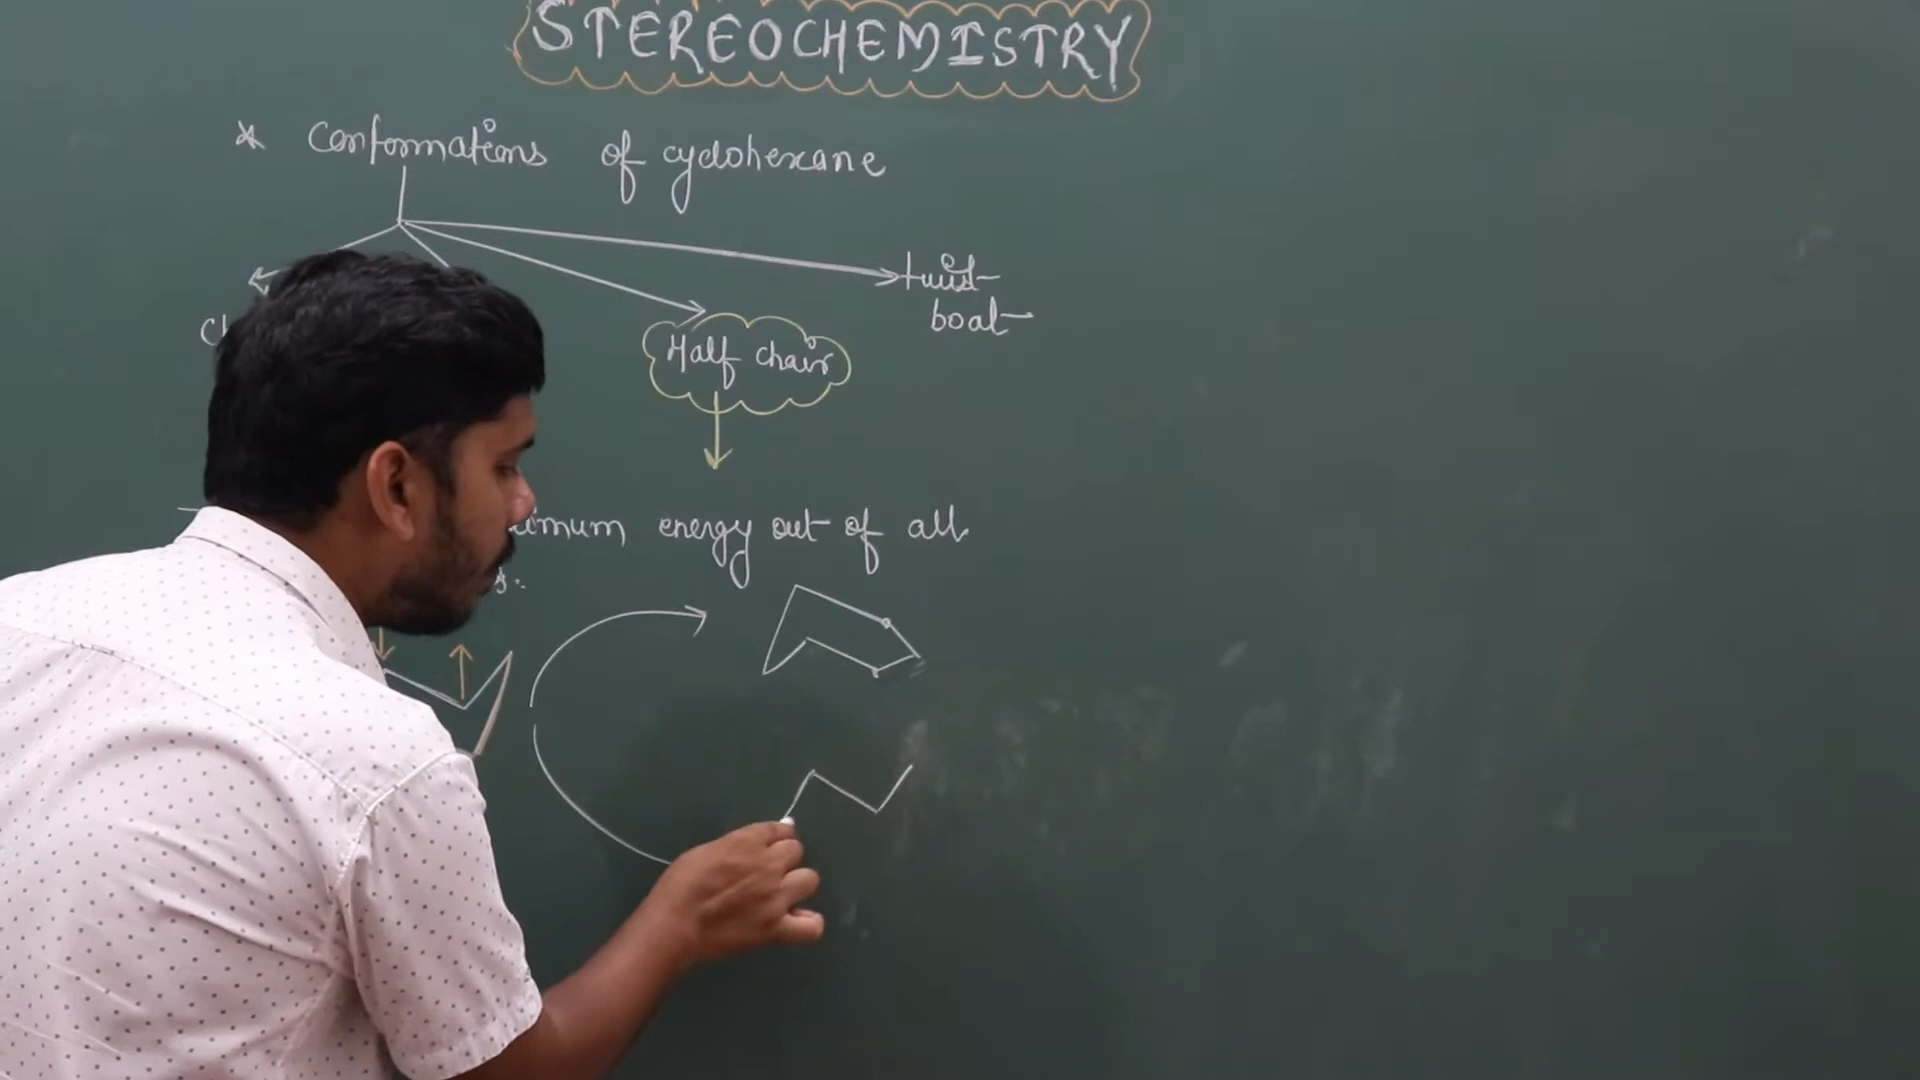 STEREOCHEMISTRY
* Conformations of cyclohexane
twist
boat
Half chair
energy out of all